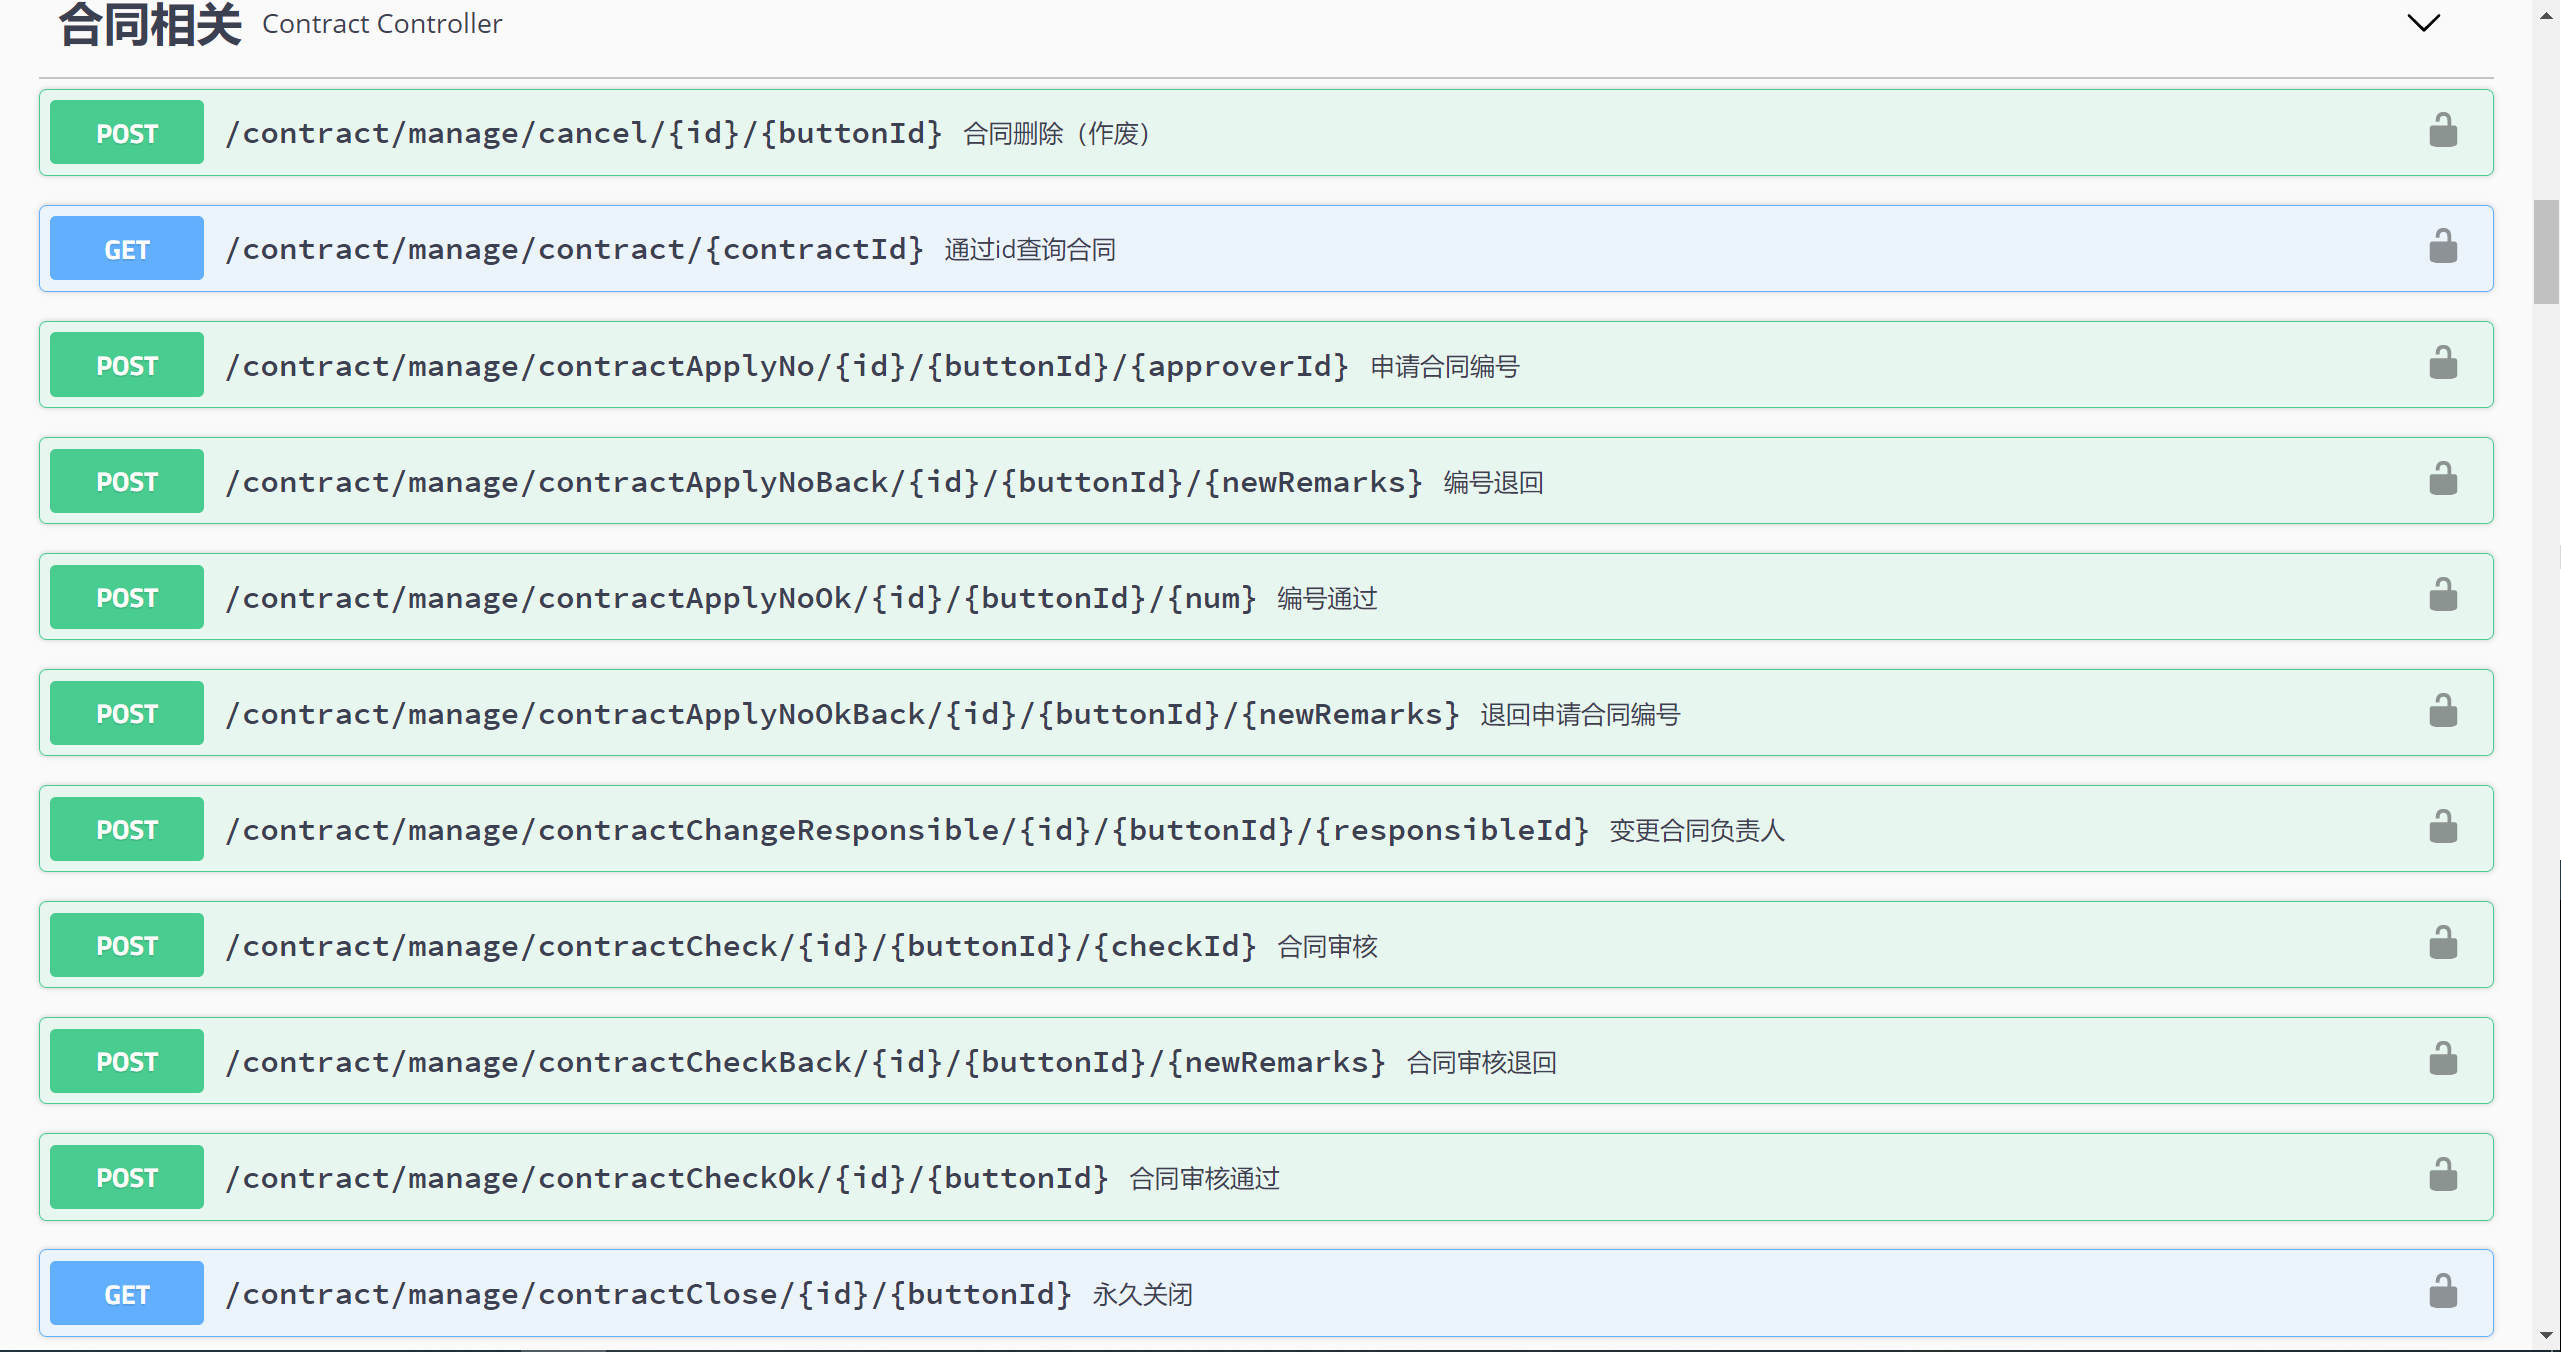 合同相关 Contract Controller
POST /contract/manage/cancel/{id}/{buttonId} 合同删除（作废）
GET /contract/manage/contract/{contractId} 通过id查询合同
POST /contract/manage/contractApplyNo/{id}/{buttonId}/{approverId} 申请合同编号
POST /contract/manage/contractApplyNoBack/{id}/{buttonId}/{newRemarks} 编号退回
POST /contract/manage/contractApplyNoOk/{id}/{buttonId}/{num} 编号通过
POST /contract/manage/contractApplyNoOkBack/{id}/{buttonId}/{newRemarks} 退回申请合同编号
POST /contract/manage/contractChangeResponsible/{id}/{buttonId}/{responsibleId} 变更合同负责人
POST /contract/manage/contractCheck/{id}/{buttonId}/{checkId} 合同审核
POST /contract/manage/contractCheckBack/{id}/{buttonId}/{newRemarks} 合同审核退回
POST /contract/manage/contractCheckOk/{id}/{buttonId} 合同审核通过
GET /contract/manage/contractClose/{id}/{buttonId} 永久关闭